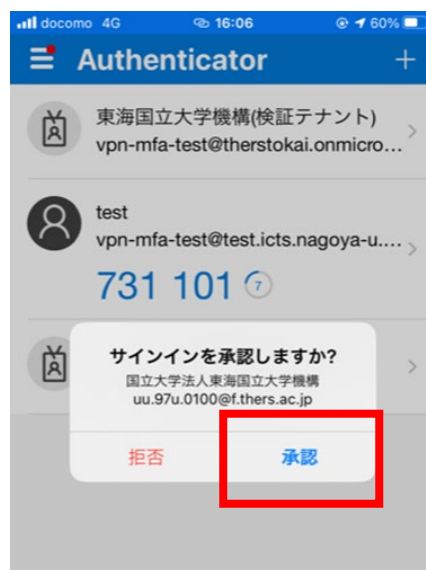 docomo 4G 16:06 60%
Authenticator +
東海国立大学機構(検証テナント)
vpn-mfa-test@therstokai.onmicro...
test
vpn-mfa-test@test.icts.nagoya-u....
731 101 7
サインインを承認しますか?
国立大学法人東海国立大学機構
uu.97u.0100@f.thers.ac.jp
拒否 承認